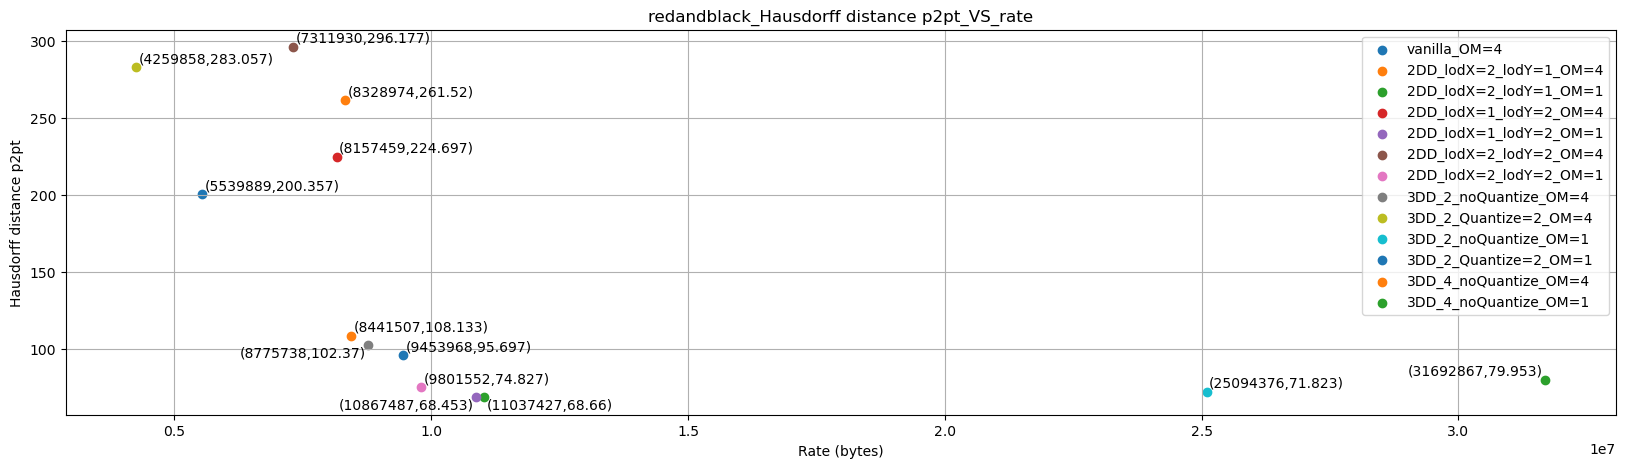 redandblack_Hausdorff distance p2pt_VS_rate
Hausdorff distance p2pt
300
250
200
150
100
(7311930,296.177)
(4259858,283.057)
(8328974,261.52)
(8157459,224.697)
(5539889,200.357)
(8441507,108.133)
(8775738,102.37)
(9453968,95.697)
(9801552,74.827)
(10867487,68.453)
(11037427,68.66)
(25094376,71.823)
(31692867,79.953)
vanilla_OM=4
2DD_lodX=2_lodY=1_OM=4
2DD_lodX=2_lodY=1_OM=1
2DD_lodX=1_lodY=2_OM=4
2DD_lodX=1_lodY=2_OM=1
2DD_lodX=2_lodY=2_OM=4
2DD_lodX=2_lodY=2_OM=1
3DD_2_noQuantize_OM=4
3DD_2_Quantize=2_OM=4
3DD_2_noQuantize_OM=1
3DD_2_Quantize=2_OM=1
3DD_4_noQuantize_OM=4
3DD_4_noQuantize_OM=1
0.5 1.0 1.5 2.0 2.5 3.0
1e7
Rate (bytes)